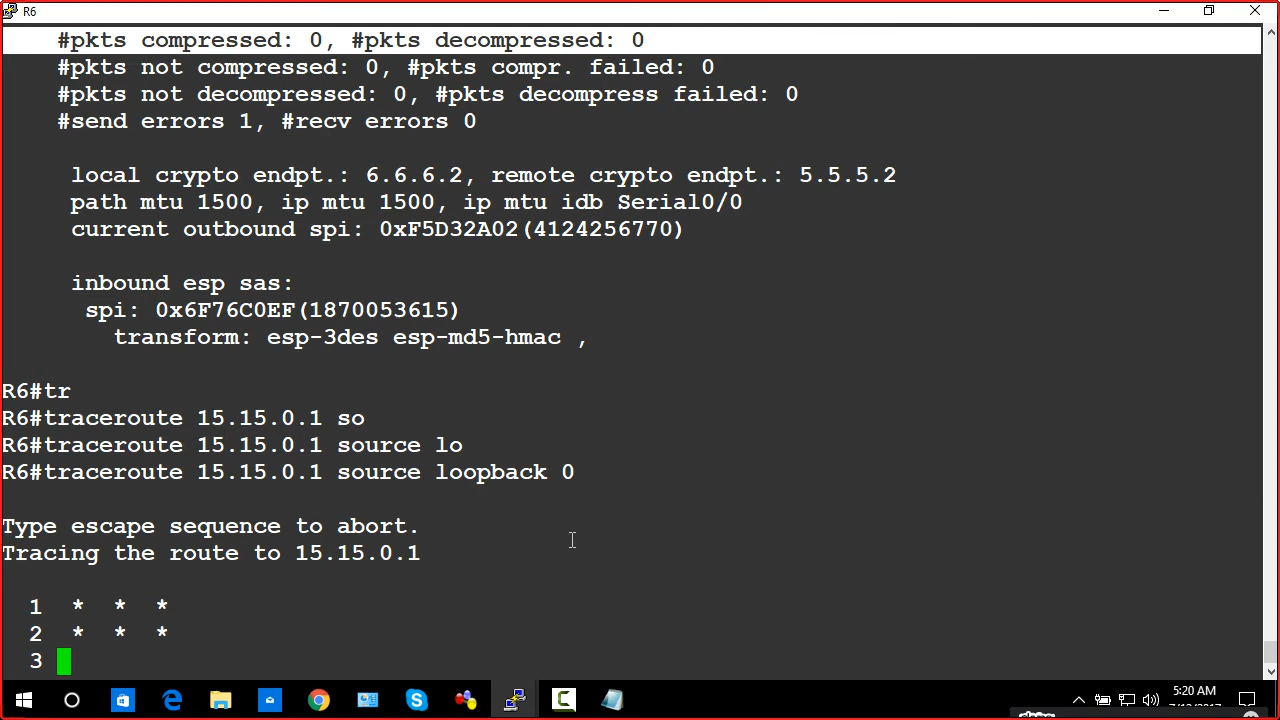 R6
#pkts compressed: 0, #pkts decompressed: 0
#pkts not compressed: 0, #pkts compr. failed: 0
#pkts not decompressed: 0, #pkts decompress failed: 0
#send errors 1, #recv errors 0
local crypto endpt.: 6.6.6.2, remote crypto endpt.: 5.5.5.2
path mtu 1500, ip mtu 1500, ip mtu idb Serial0/0
current outbound spi: 0xF5D32A02(4124256770)
inbound esp sas:
spi: 0x6F76C0EF(1870053615)
transform: esp-3des esp-md5-hmac ,
R6#tr
R6#traceroute 15.15.0.1 so
R6#traceroute 15.15.0.1 source lo
R6#traceroute 15.15.0.1 source loopback 0
Type escape sequence to abort.
Tracing the route to 15.15.0.1
1 * * *
2 * * *
3
5:20 AM